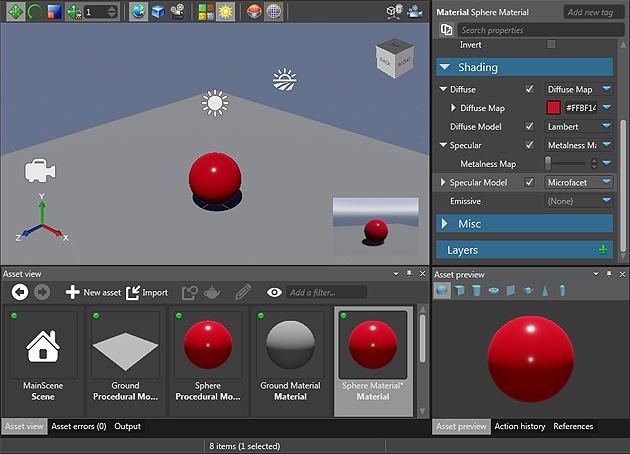 1
BACK
RIGHT
Y
Z
X
Material Sphere Material
Add new tag
Search properties
Invert
Shading
Diffuse
Diffuse Map
Diffuse Map
#FFBF14
Diffuse Model
Lambert
Specular
Metalness Ma
Metalness Map
Specular Model
Microfacet
Emissive
(None)
Misc
Layers
Asset view
New asset
Import
Add a filter...
MainScene
Scene
Ground
Procedural Mo...
Sphere
Procedural Mo...
Ground Material
Material
Sphere Material*
Material
Asset view
Asset errors (0)
Output
Asset preview
Asset preview
Action history
References
8 items (1 selected)